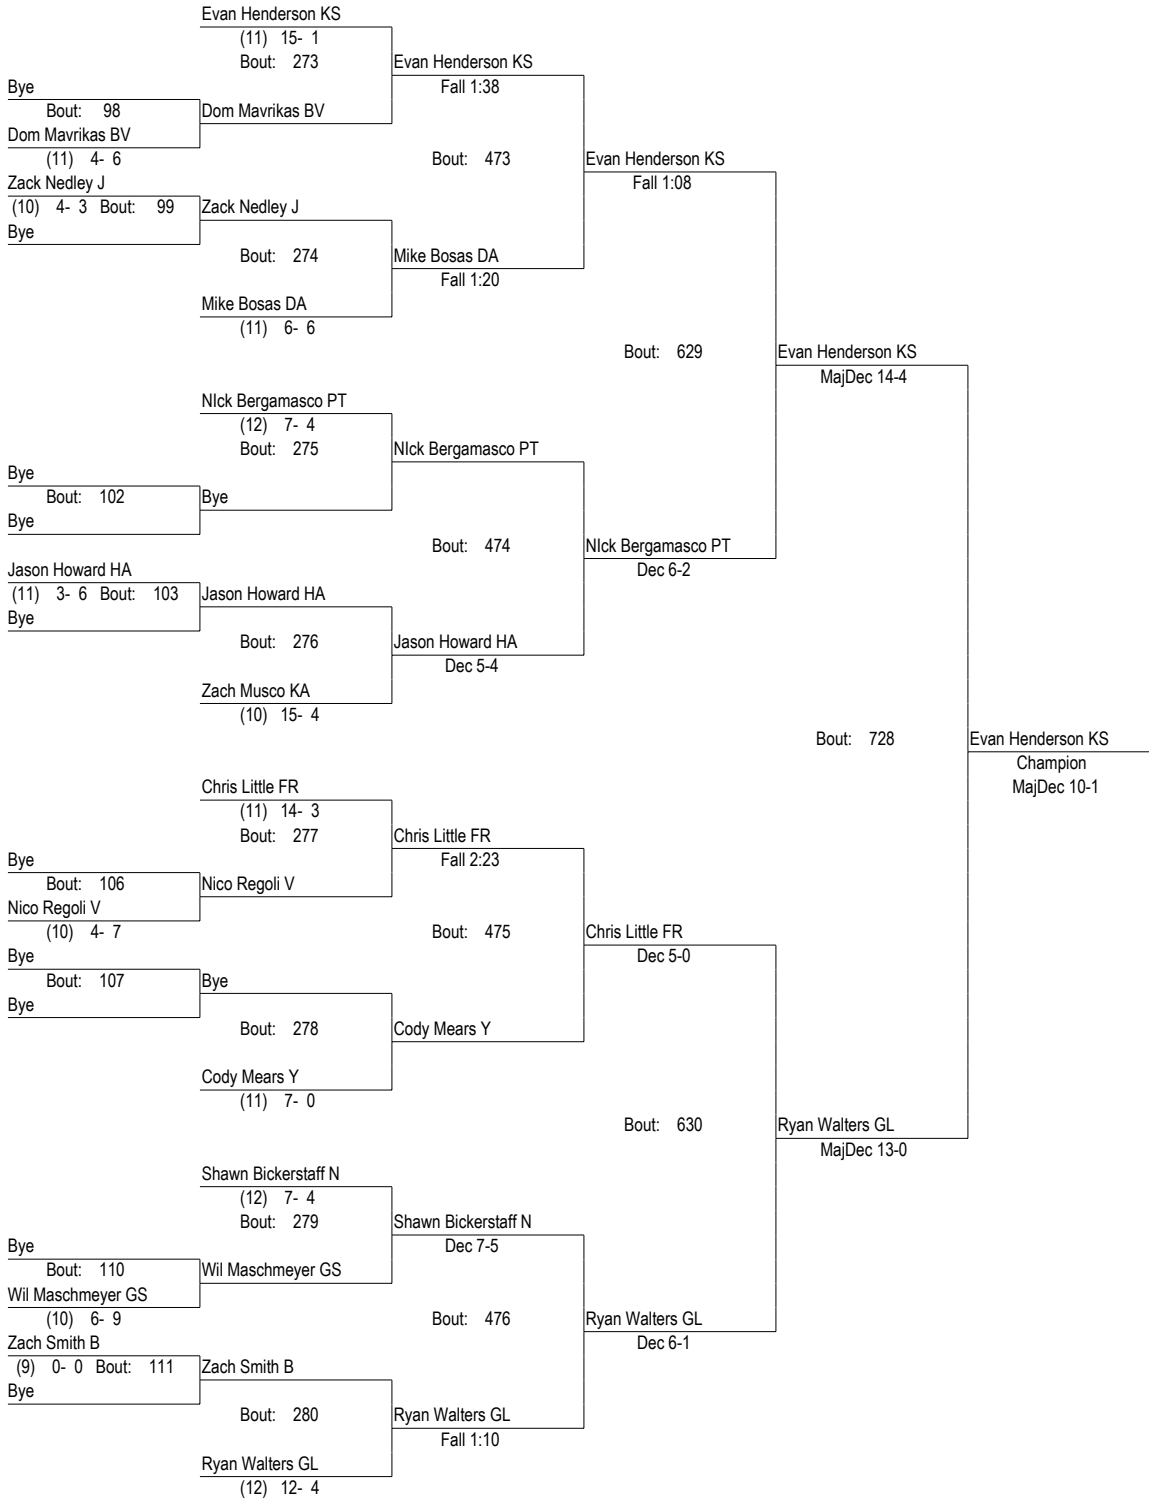 Evan Henderson KS
(11) 15- 1
Bout: 273
Evan Henderson KS
Bye
Fall 1:38
Bout: 98
Dom Mavrikas BV
Dom Mavrikas BV
(11) 4- 6
Bout: 473
Evan Henderson KS
Zack Nedley J
Fall 1:08
(10) 4- 3 Bout: 99
Zack Nedley J
Bye
Bout: 274
Mike Bosas DA
Fall 1:20
Mike Bosas DA
(11) 6- 6
Bout: 629
Evan Henderson KS
MajDec 14-4
NIck Bergamasco PT
(12) 7- 4
Bout: 275
NIck Bergamasco PT
Bye
Bout: 102
Bye
Bye
Bout: 474
NIck Bergamasco PT
Jason Howard HA
Dec 6-2
(11) 3- 6 Bout: 103
Jason Howard HA
Bye
Bout: 276
Jason Howard HA
Dec 5-4
Zach Musco KA
(10) 15- 4
Bout: 728
Evan Henderson KS
Champion
MajDec 10-1
Chris Little FR
(11) 14- 3
Bout: 277
Chris Little FR
Bye
Fall 2:23
Bout: 106
Nico Regoli V
Nico Regoli V
(10) 4- 7
Bout: 475
Chris Little FR
Bye
Dec 5-0
Bout: 107
Bye
Bye
Bout: 278
Cody Mears Y
Cody Mears Y
(11) 7- 0
Bout: 630
Ryan Walters GL
MajDec 13-0
Shawn Bickerstaff N
(12) 7- 4
Bout: 279
Shawn Bickerstaff N
Bye
Dec 7-5
Bout: 110
Wil Maschmeyer GS
Wil Maschmeyer GS
(10) 6- 9
Bout: 476
Ryan Walters GL
Zach Smith B
Dec 6-1
(9) 0- 0 Bout: 111
Zach Smith B
Bye
Bout: 280
Ryan Walters GL
Fall 1:10
Ryan Walters GL
(12) 12- 4